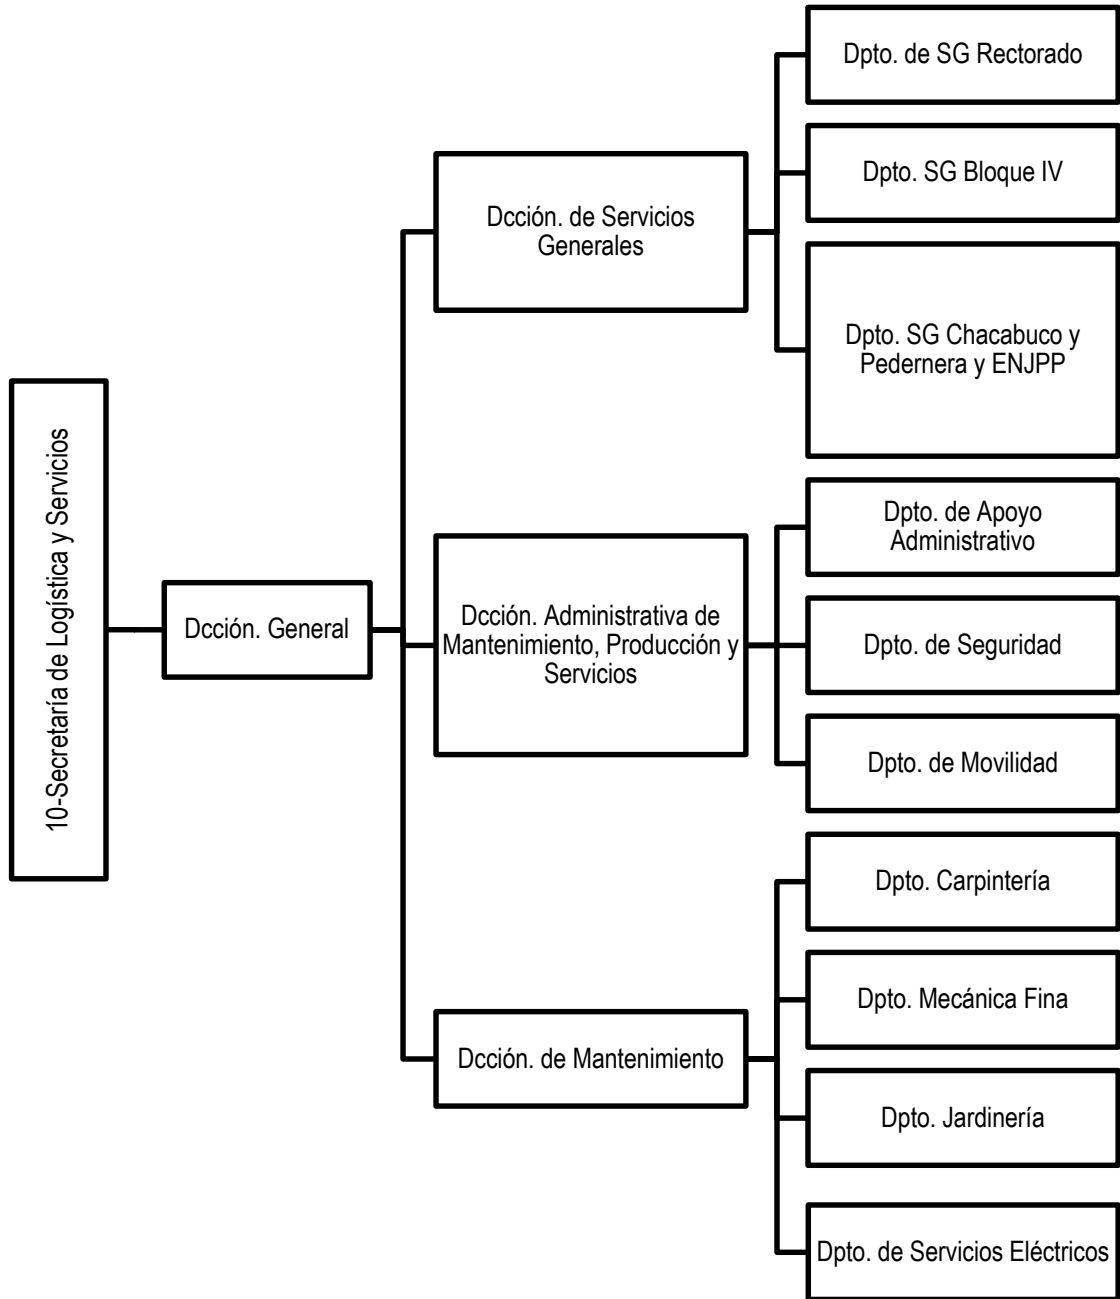 10-Secretaría de Logística y Servicios
Dcción. General
Dcción. de Servicios
Generales
Dpto. de SG Rectorado
Dpto. SG Bloque IV
Dpto. SG Chacabuco y
Pedernera y ENJPP
Dcción. Administrativa de
Mantenimiento, Producción y
Servicios
Dpto. de Apoyo
Administrativo
Dpto. de Seguridad
Dpto. de Movilidad
Dcción. de Mantenimiento
Dpto. Carpintería
Dpto. Mecánica Fina
Dpto. Jardinería
Dpto. de Servicios Eléctricos